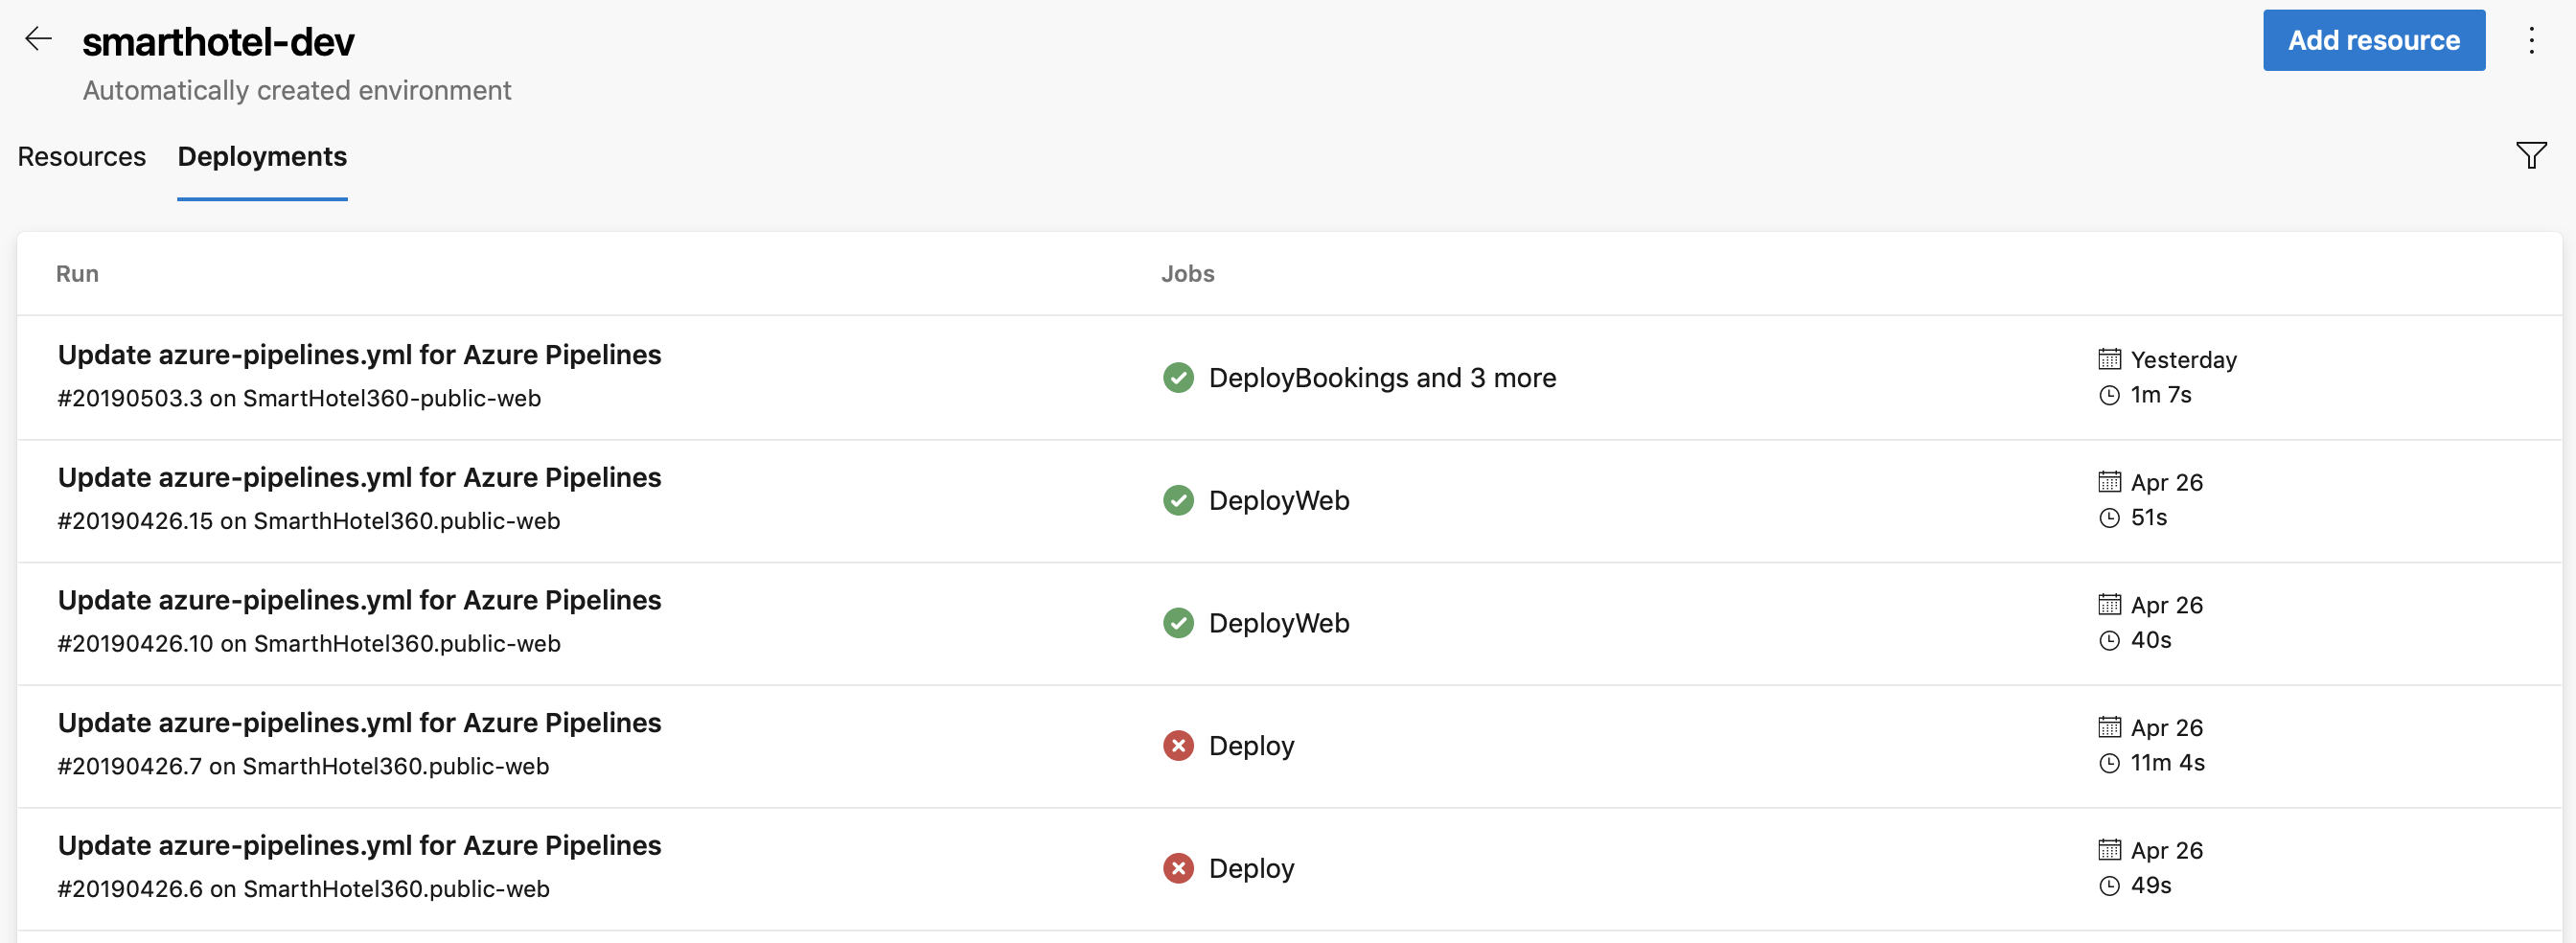 smarthotel-dev
Add resource
Automatically created environment
Resources Deployments
Run Jobs
Update azure-pipelines.yml for Azure Pipelines
#20190503.3 on SmartHotel360-public-web
DeployBookings and 3 more
Yesterday
1m 7s
Update azure-pipelines.yml for Azure Pipelines
#20190426.15 on SmarthHotel360.public-web
DeployWeb
Apr 26
51s
Update azure-pipelines.yml for Azure Pipelines
#20190426.10 on SmarthHotel360.public-web
DeployWeb
Apr 26
40s
Update azure-pipelines.yml for Azure Pipelines
#20190426.7 on SmarthHotel360.public-web
Deploy
Apr 26
11m 4s
Update azure-pipelines.yml for Azure Pipelines
#20190426.6 on SmarthHotel360.public-web
Deploy
Apr 26
49s